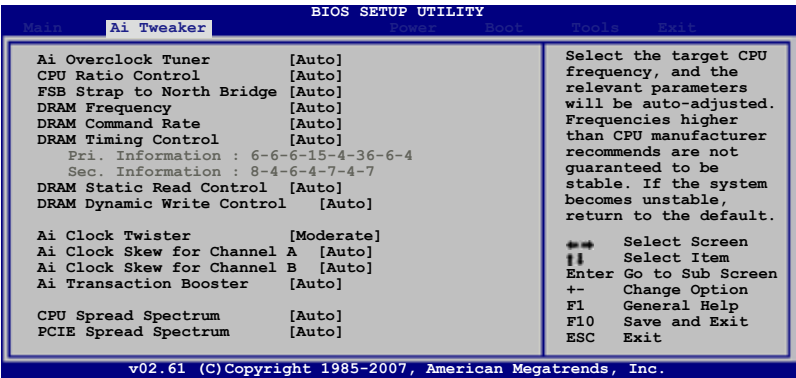 BIOS SETUP UTILITY
Main Ai Tweaker Power Boot Tools Exit
Ai Overclock Tuner [Auto]
CPU Ratio Control [Auto]
FSB Strap to North Bridge [Auto]
DRAM Frequency [Auto]
DRAM Command Rate [Auto]
DRAM Timing Control [Auto]
Pri. Information : 6-6-6-15-4-36-6-4
Sec. Information : 8-4-6-4-7-4-7
DRAM Static Read Control [Auto]
DRAM Dynamic Write Control [Auto]
Ai Clock Twister [Moderate]
Ai Clock Skew for Channel A [Auto]
Ai Clock Skew for Channel B [Auto]
Ai Transaction Booster [Auto]
CPU Spread Spectrum [Auto]
PCIE Spread Spectrum [Auto]
Select the target CPU
frequency, and the
relevant parameters
will be auto-adjusted.
Frequencies higher
than CPU manufacturer
recommends are not
guaranteed to be
stable. If the system
becomes unstable,
return to the default.
←→ Select Screen
↑↓ Select Item
Enter Go to Sub Screen
+- Change Option
F1 General Help
F10 Save and Exit
ESC Exit
v02.61 (C)Copyright 1985-2007, American Megatrends, Inc.